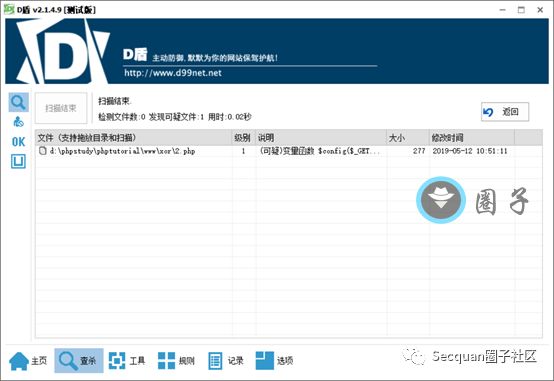 D盾 v2.1.4.9 [测试版]
D盾 主动防御,默默为你的网站保驾护航!
http://www.d99net.net
扫描结束
扫描结束.
检测文件数:0 发现可疑文件:1 用时:0.02秒
返回
文件 (支持拖放目录和扫描) 级别 说明 大小 修改时间
d:\phpstudy\phptutorial\www\xor\2.php 1 (可疑)变量函数 $config($_GET... 277 2019-05-12 10:51:11
OK
圈子
主页 查杀 工具 规则 记录 选项
Secquan圈子社区